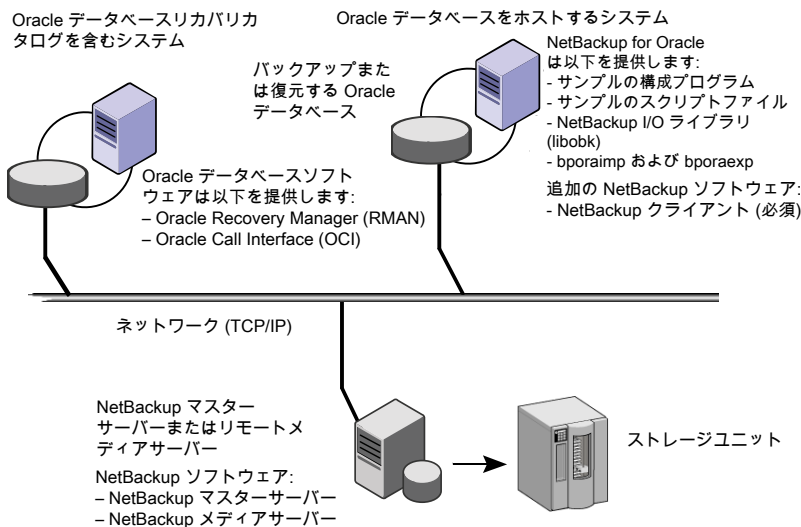 Oracle データベースリカバリカ
タログを含むシステム
Oracle データベースをホストするシステム
バックアップまた
は復元する Oracle
データベース
NetBackup for Oracle
は以下を提供します:
- サンプルの構成プログラム
- サンプルのスクリプトファイル
- NetBackup I/O ライブラリ
(libobk)
- bporaimp および bporaexp
追加の NetBackup ソフトウェア:
- NetBackup クライアント (必須)
Oracle データベースソフト
ウェアは以下を提供します:
– Oracle Recovery Manager (RMAN)
– Oracle Call Interface (OCI)
ネットワーク (TCP/IP)
NetBackup マスター
サーバーまたはリモートメ
ディアサーバー
NetBackup ソフトウェア:
– NetBackup マスターサーバー
– NetBackup メディアサーバー
ストレージユニット